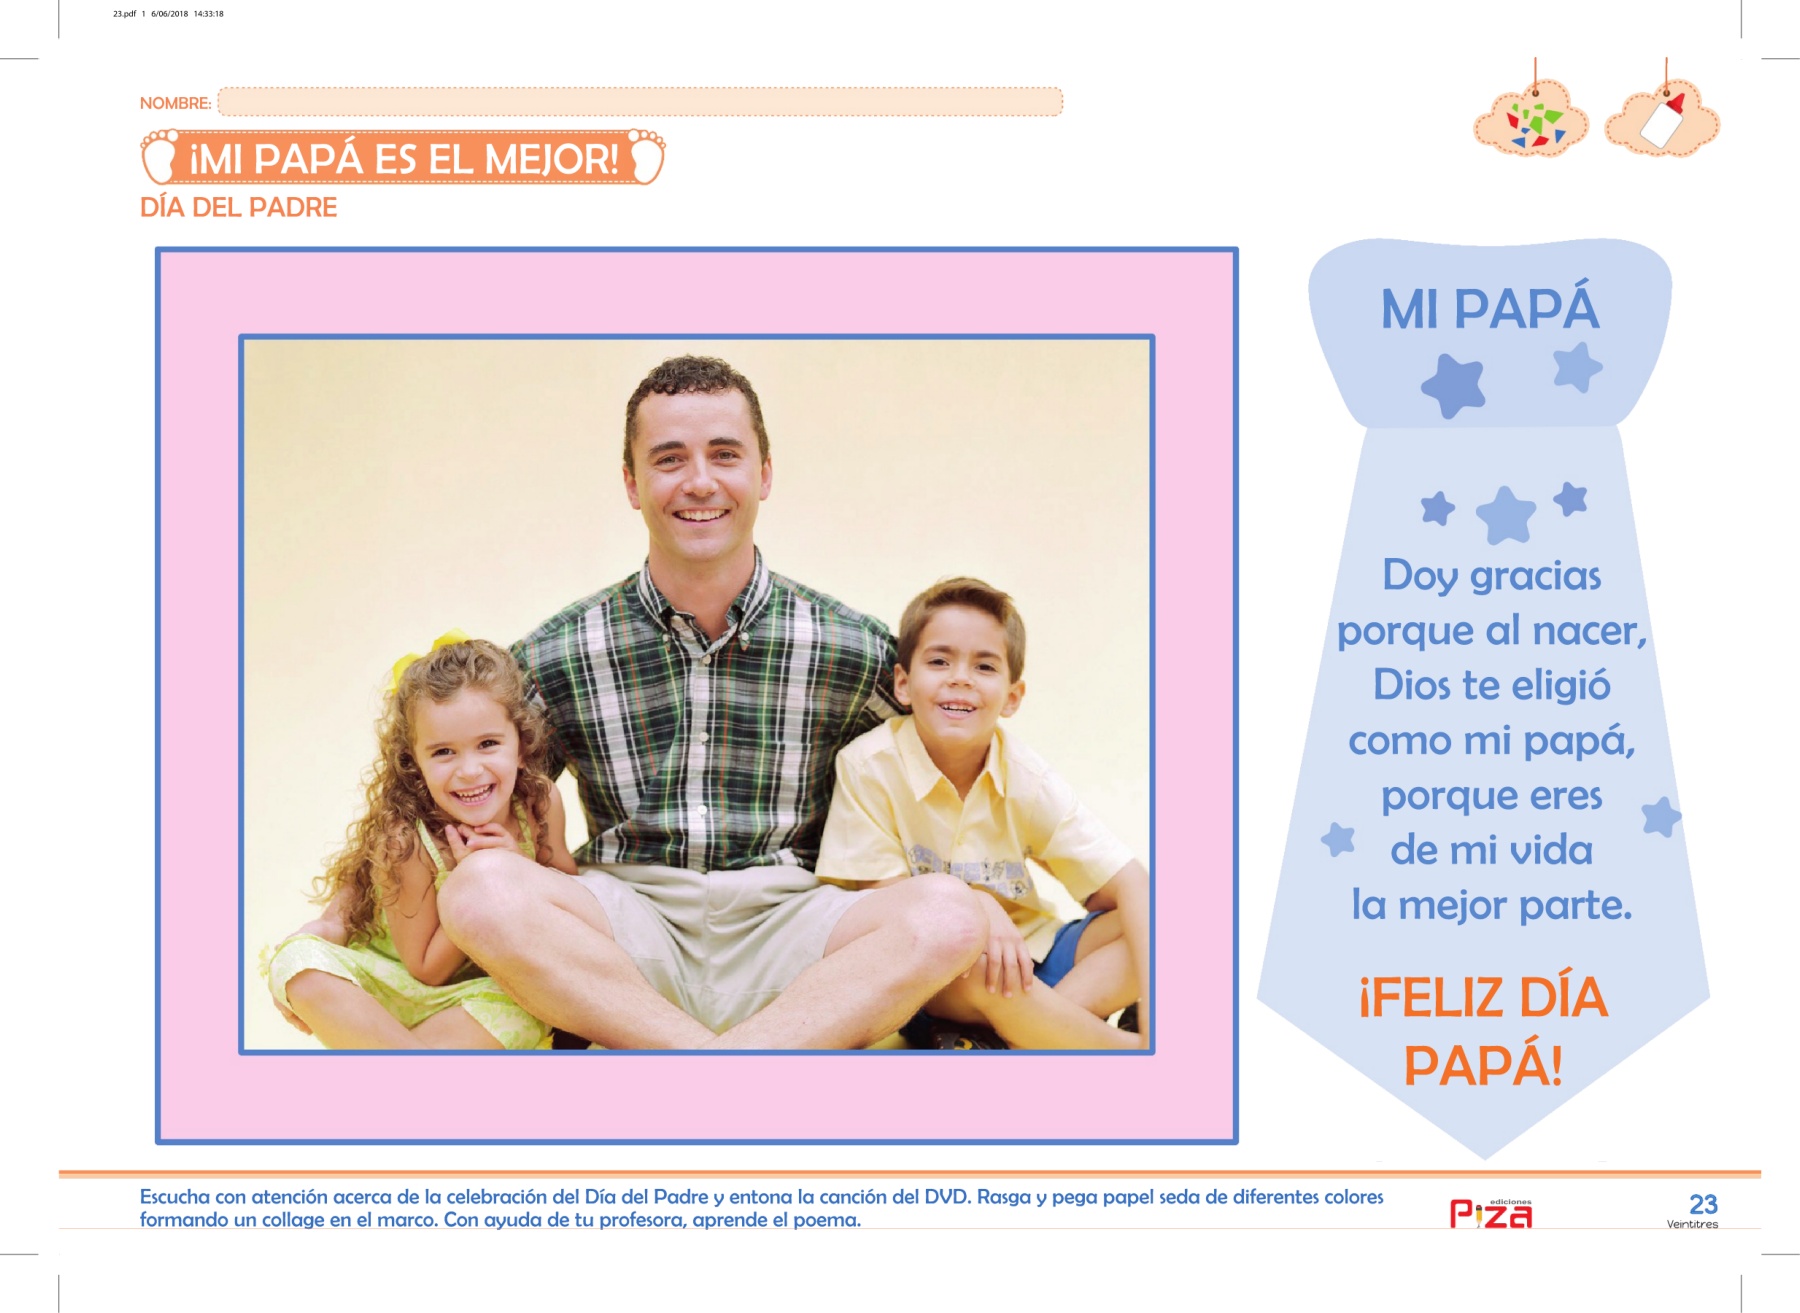 23.pdf 1 6/06/2018 14:33:18
NOMBRE:
¡MI PAPÁ ES EL MEJOR!
DÍA DEL PADRE
MI PAPÁ
Doy gracias
porque al nacer,
Dios te eligió
como mi papá,
porque eres
de mi vida
la mejor parte.
¡FELIZ DÍA
PAPÁ!
Escucha con atención acerca de la celebración del Día del Padre y entona la canción del DVD. Rasga y pega papel seda de diferentes colores
formando un collage en el marco. Con ayuda de tu profesora, aprende el poema.
ediciones
Piza
23
Veintitres